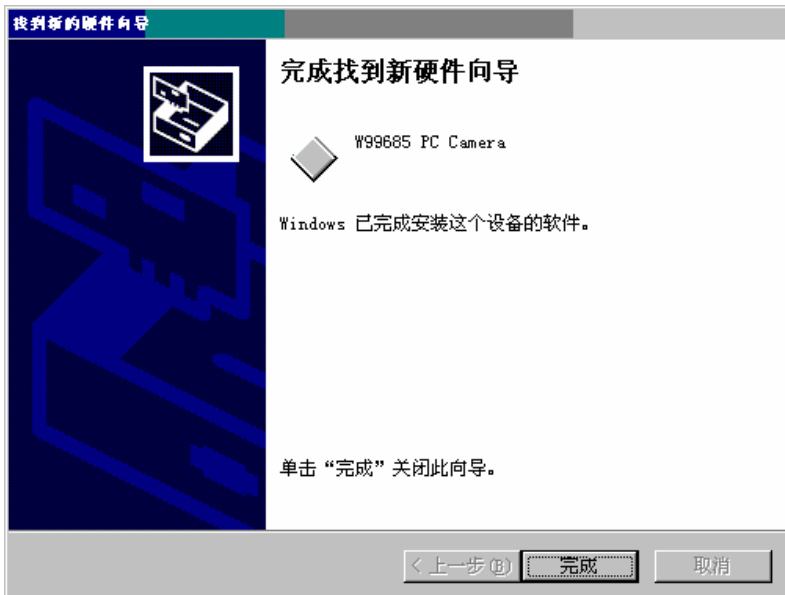 找到新的硬件向导
完成找到新硬件向导
W99685 PC Camera
Windows 已完成安装这个设备的软件。
单击“完成”关闭此向导。
< 上一步(B) 完成 取消